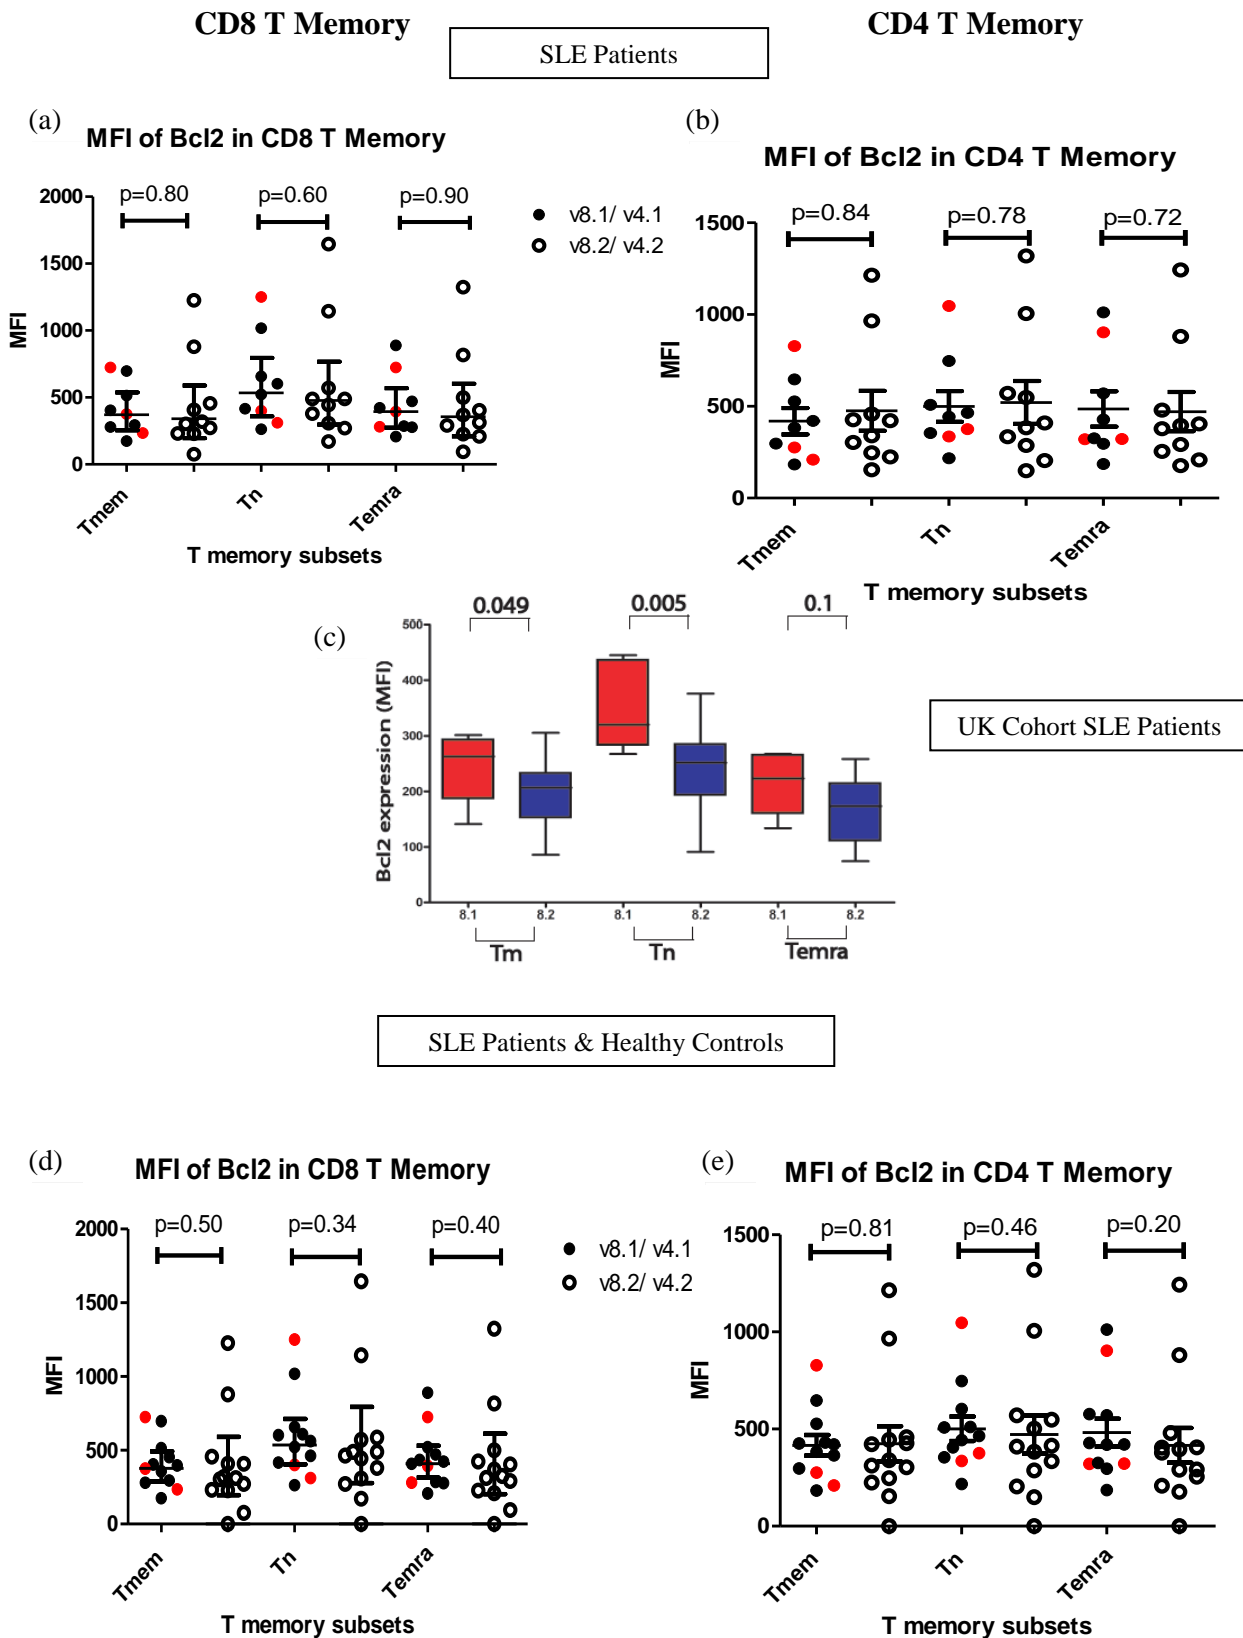 CD8 T Memory
CD4 T Memory
SLE Patients
(a)
MFI of Bcl2 in CD8 T Memory
2000
1500
1000
500
0
MFI
p=0.80
p=0.60
p=0.90
v8.1/ v4.1
v8.2/ v4.2
Tmem
Tn
Temra
T memory subsets
(b)
MFI of Bcl2 in CD4 T Memory
1500
1000
500
0
MFI
p=0.84
p=0.78
p=0.72
Tmem
Tn
Temra
T memory subsets
(c)
0.049
0.005
0.1
500
400
300
200
100
0
Bcl2 expression (MFI)
8.1
8.2
8.1
8.2
8.1
8.2
Tm
Tn
Temra
UK Cohort SLE Patients
SLE Patients & Healthy Controls
(d)
MFI of Bcl2 in CD8 T Memory
2000
1500
1000
500
0
MFI
p=0.50
p=0.34
p=0.40
v8.1/ v4.1
v8.2/ v4.2
Tmem
Tn
Temra
T memory subsets
(e)
MFI of Bcl2 in CD4 T Memory
1500
1000
500
0
MFI
p=0.81
p=0.46
p=0.20
Tmem
Tn
Temra
T memory subsets